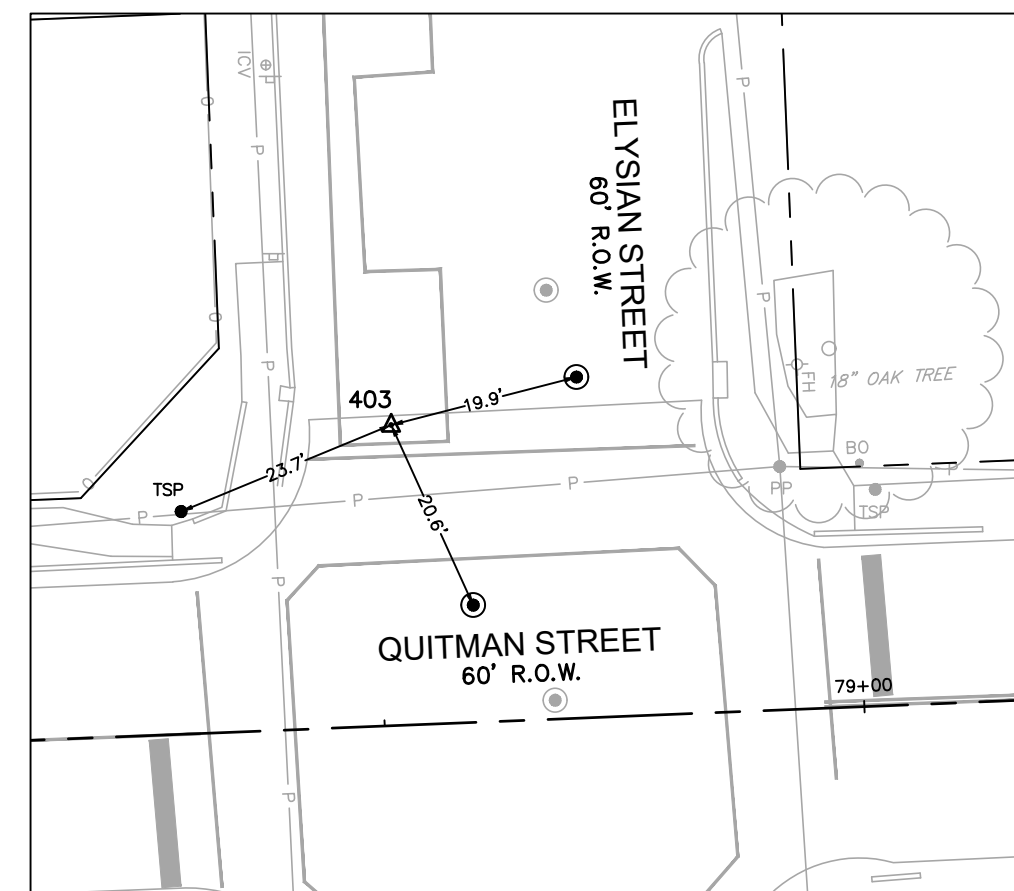 ICV
P
ELYSIAN STREET
60' R.O.W.
P
P
P
P
403
19.9'
FH
18" OAK TREE
23.7'
TSP
BO
P
PP
P
P
P
20.6'
TSP
P
QUITMAN STREET
60' R.O.W.
79+00
P